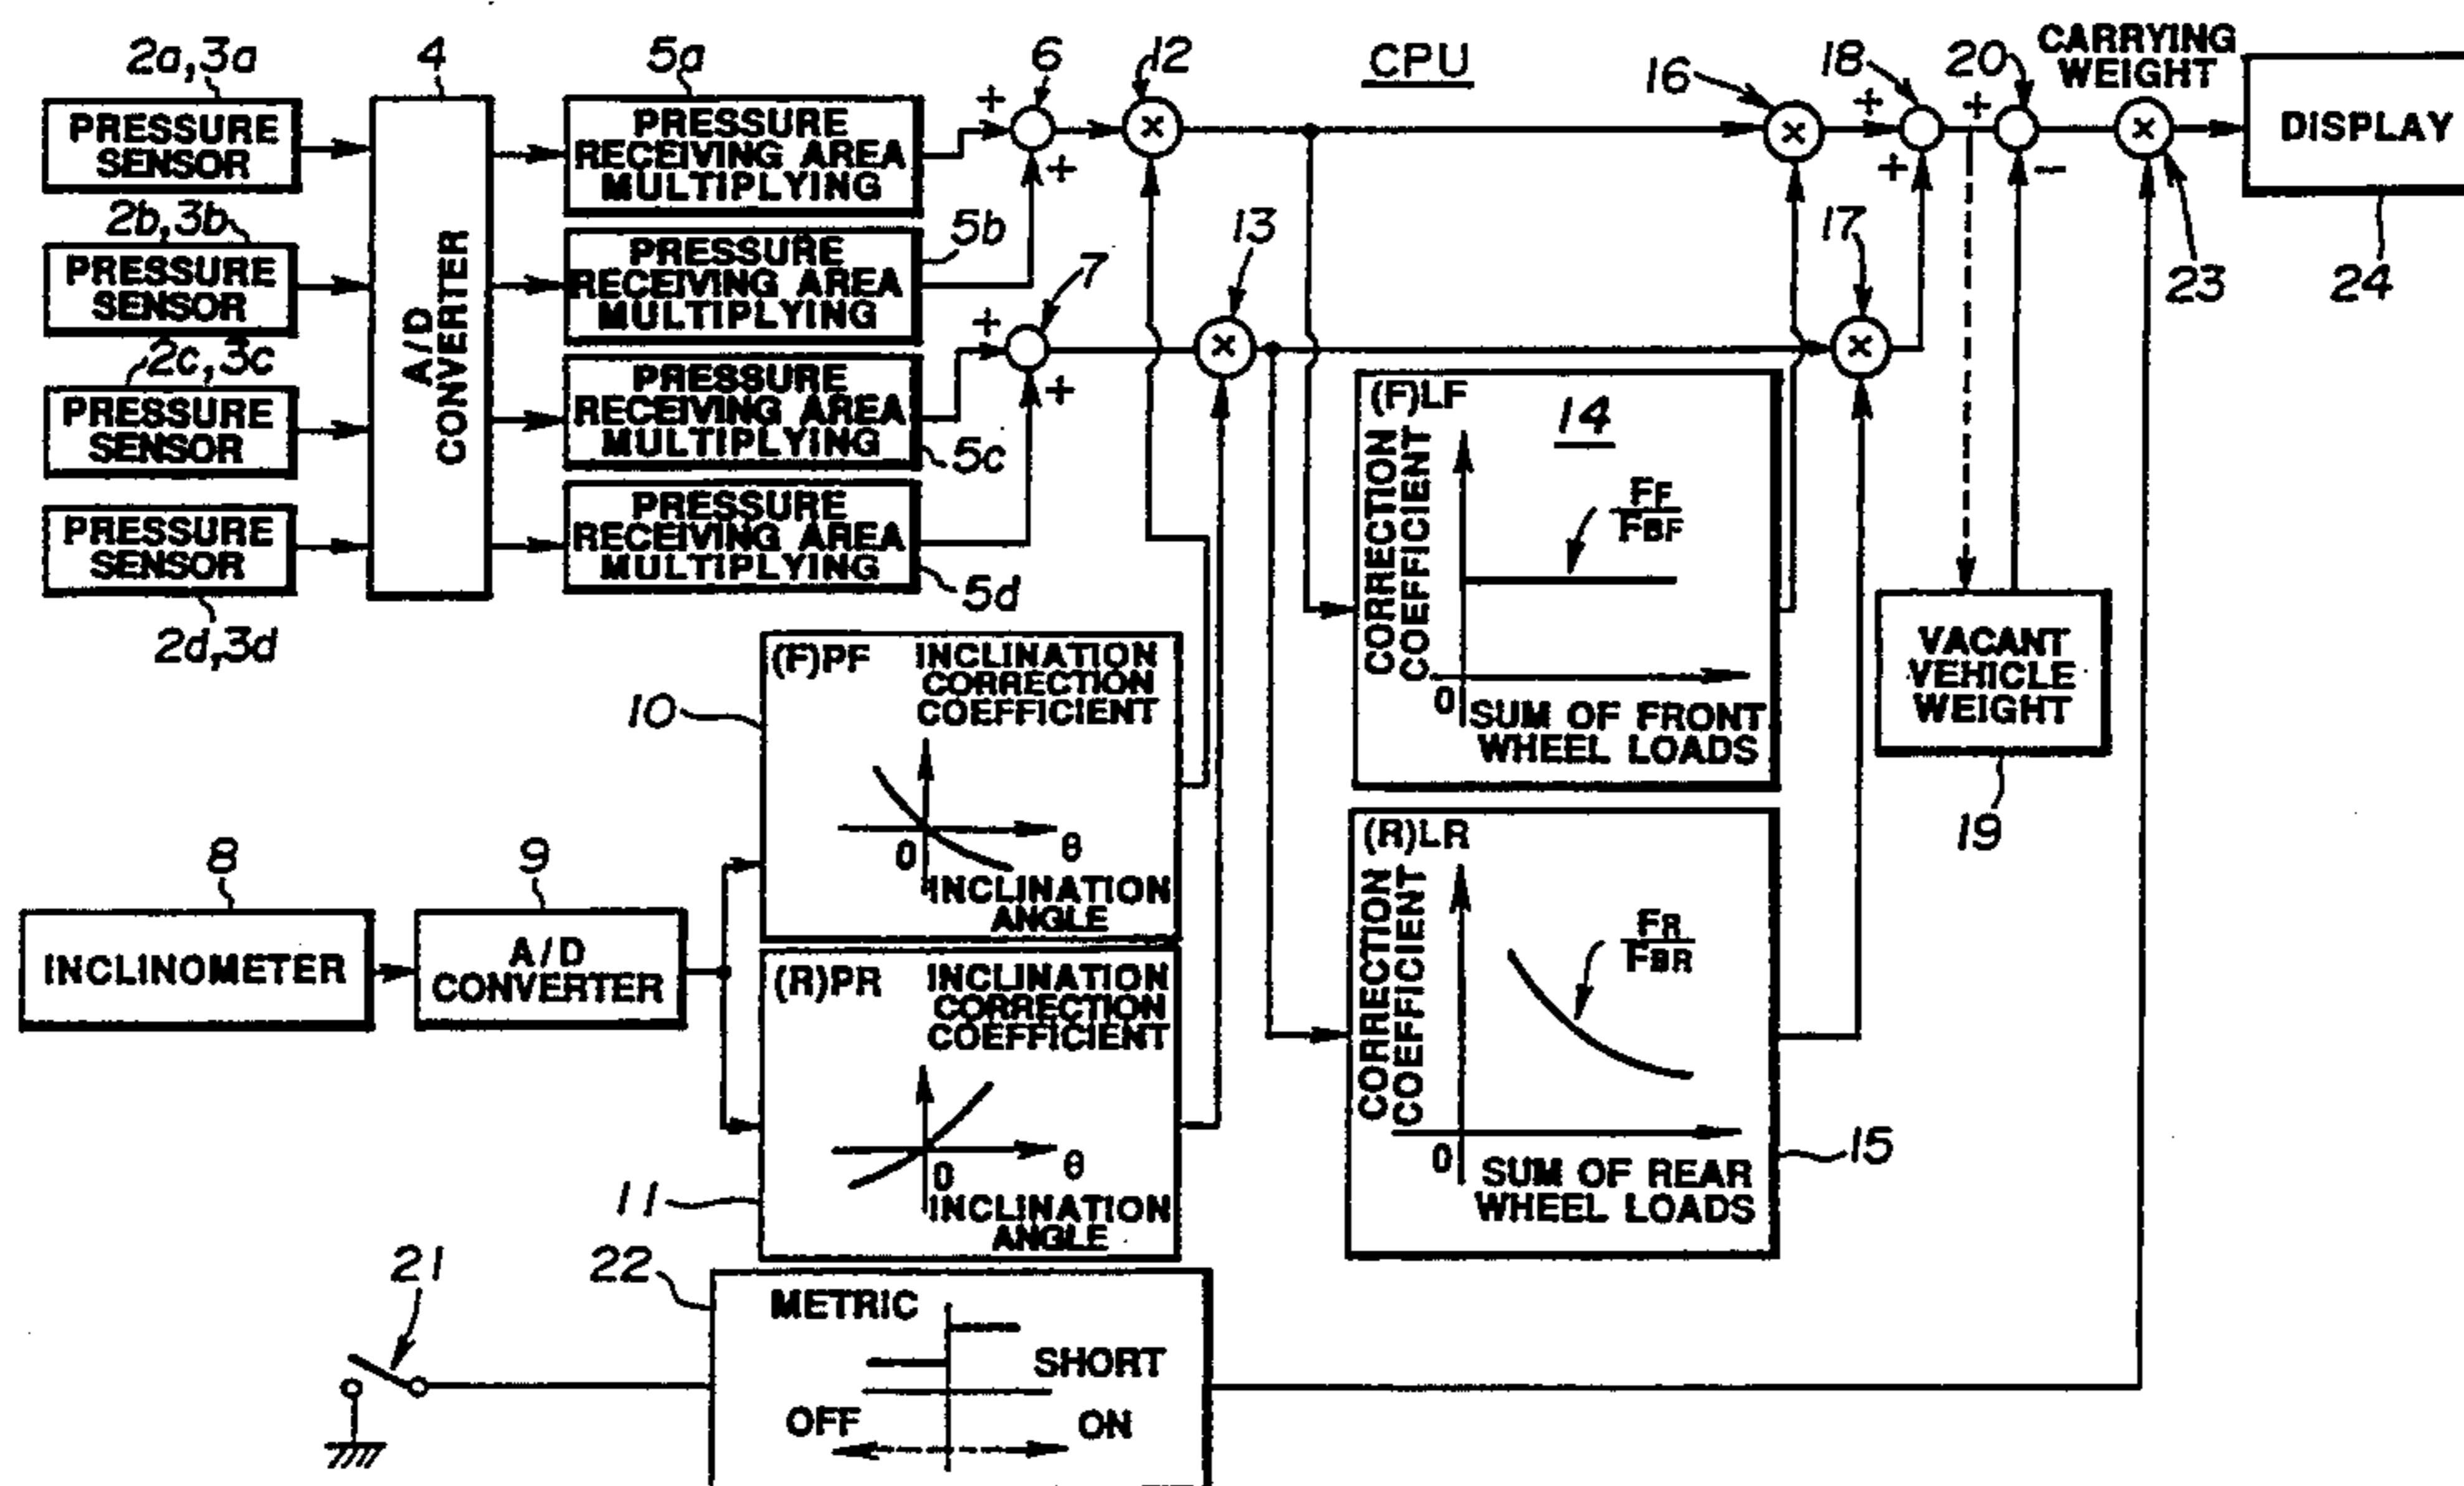 2a,3a
4
5a
6
12
CPU
16
18
20
CARRYING
WEIGHT
PRESSURE
SENSOR
PRESSURE
RECEIVING AREA
MULTIPLYING
+
+
×
×
+
+
+
−
×
DISPLAY
23
24
2b,3b
PRESSURE
SENSOR
A/D
CONVERTER
PRESSURE
RECEIVING AREA
MULTIPLYING
5b
7
13
17
+
+
×
×
2c,3c
PRESSURE
SENSOR
PRESSURE
RECEIVING AREA
MULTIPLYING
5c
PRESSURE
SENSOR
2d,3d
PRESSURE
RECEIVING AREA
MULTIPLYING
5d
(F)LF
14
CORRECTION
COEFFICIENT
FF
FBF
0
SUM OF FRONT
WHEEL LOADS
VACANT
VEHICLE
WEIGHT
19
10
(F)PF
INCLINATION
CORRECTION
COEFFICIENT
0
θ
INCLINATION
ANGLE
8
INCLINOMETER
9
A/D
CONVERTER
(R)PR
INCLINATION
CORRECTION
COEFFICIENT
0
θ
INCLINATION
ANGLE
11
(R)LR
CORRECTION
COEFFICIENT
FR
FBR
0
SUM OF REAR
WHEEL LOADS
15
21
22
METRIC
SHORT
OFF
ON